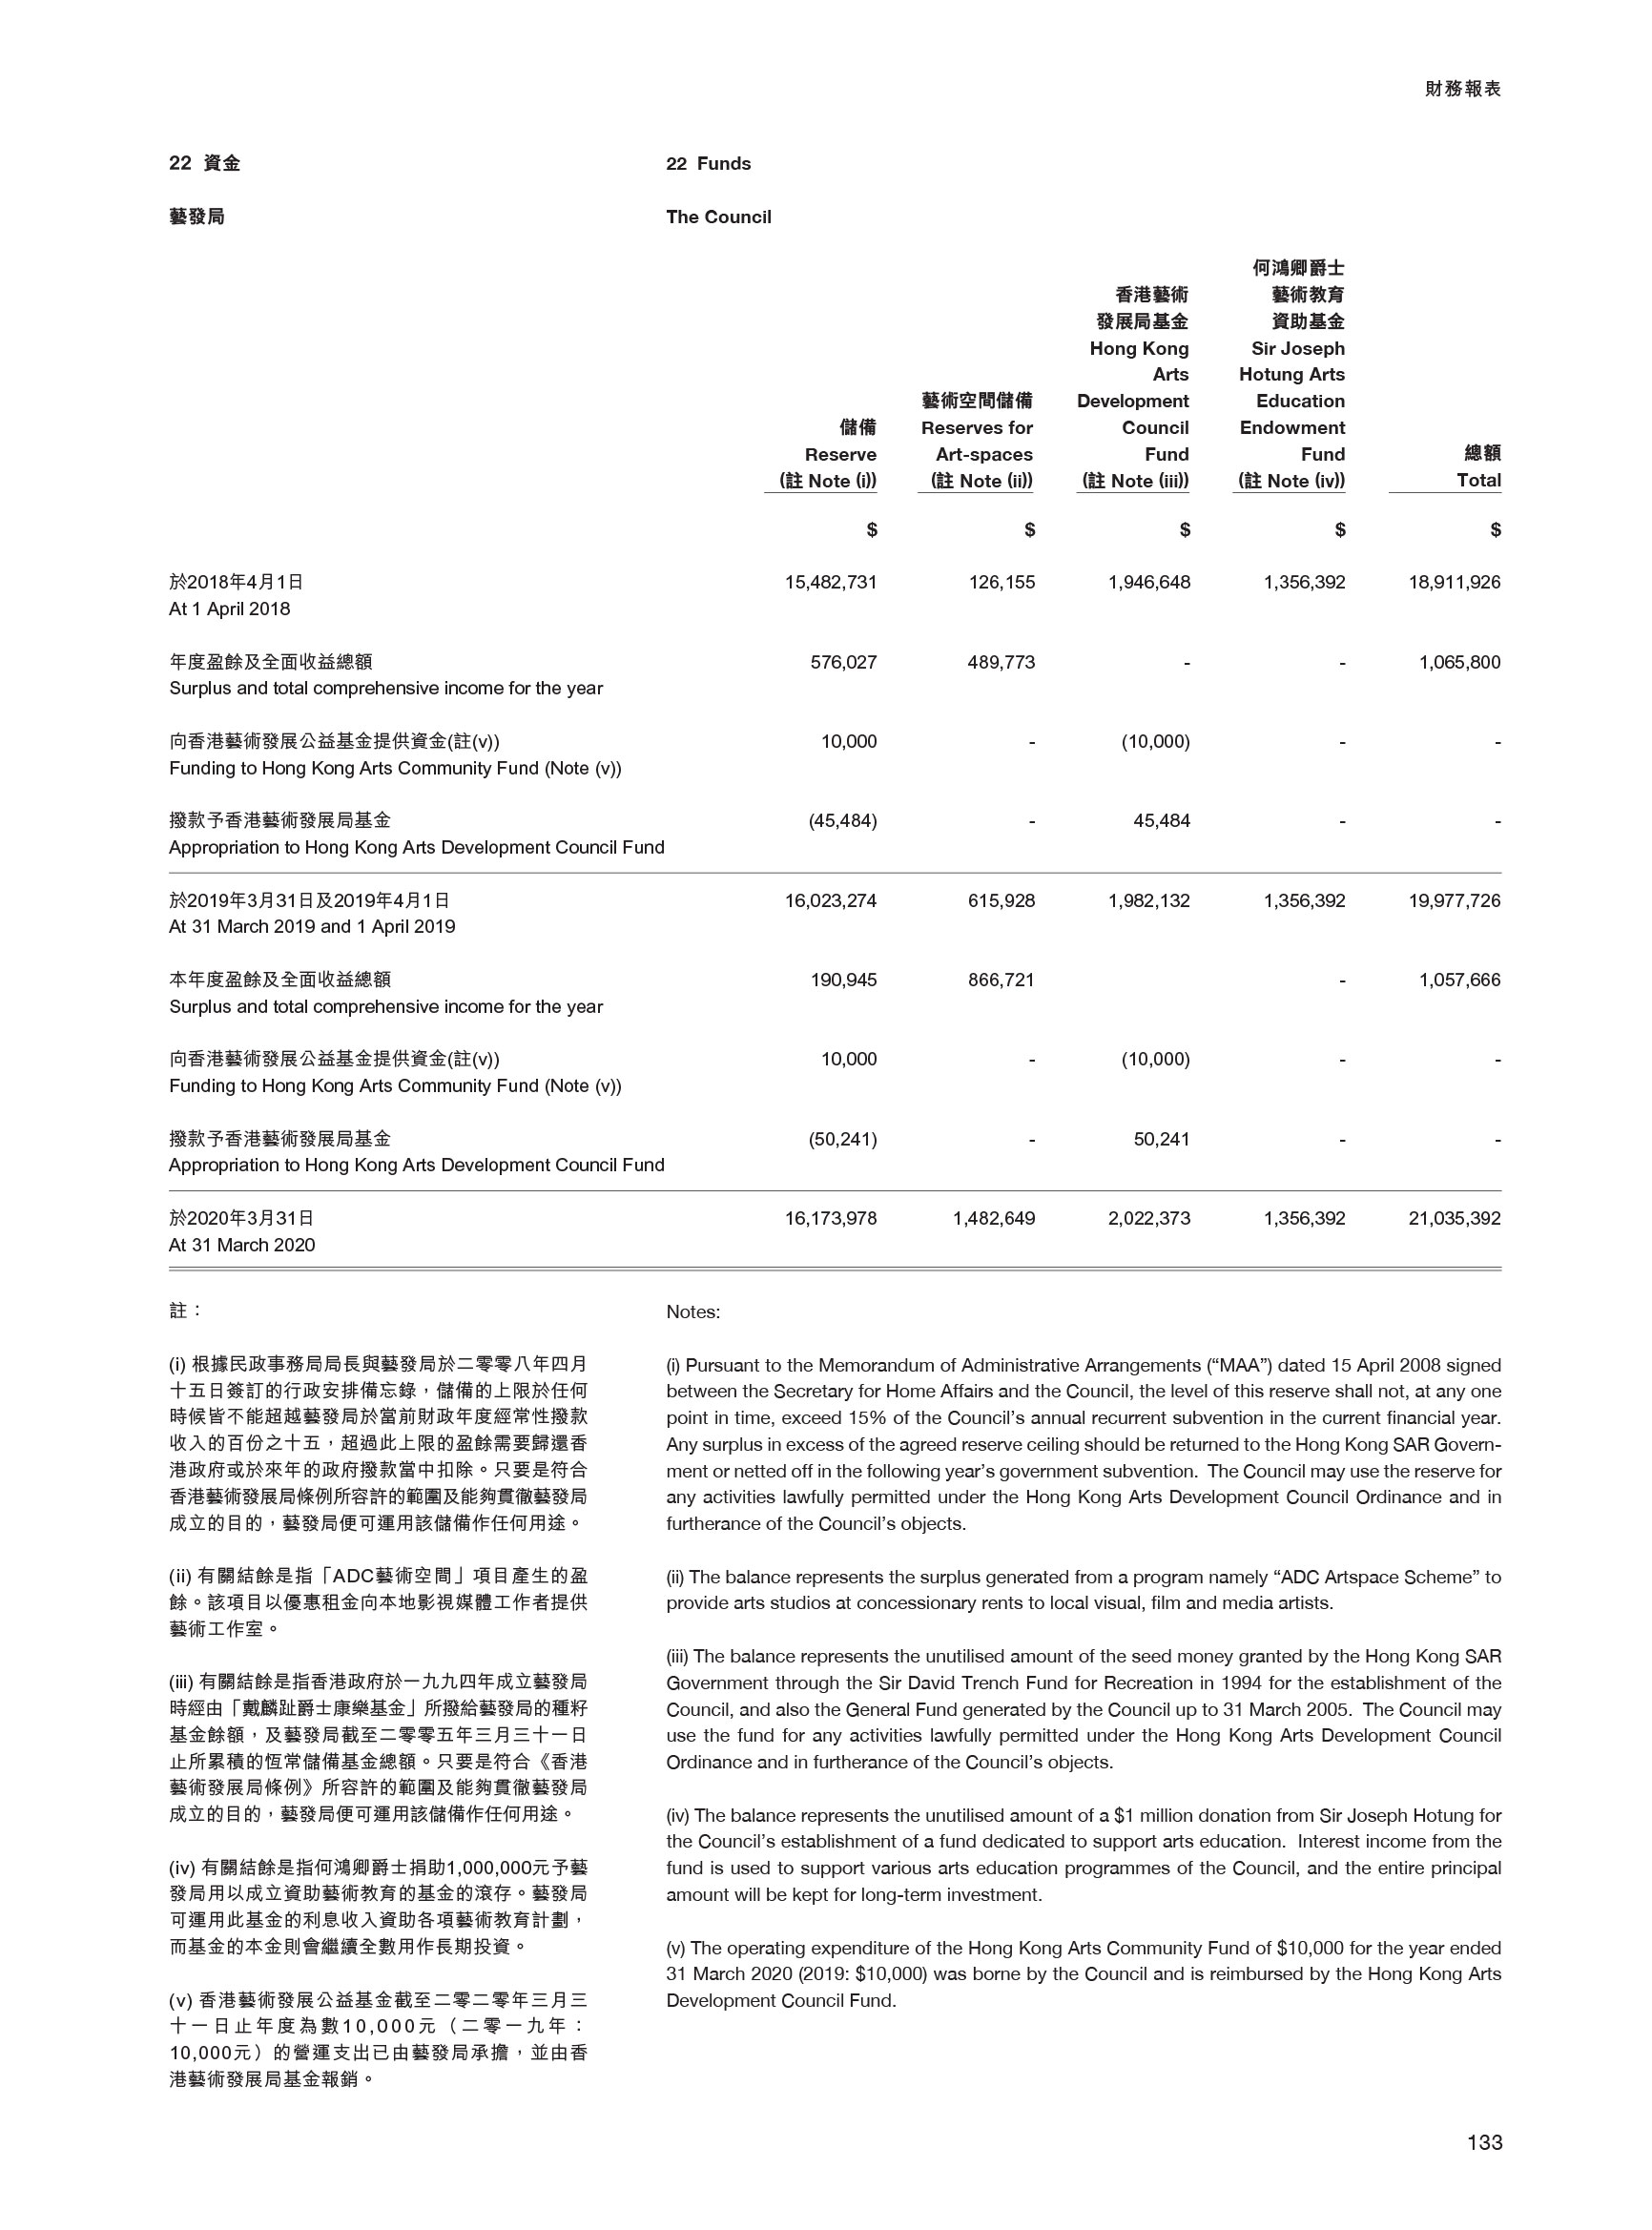 財務報表
22 資金
22 Funds
藝發局
The Council
儲備
Reserve
(註 Note (i))
藝術空間儲備
Reserves for
Art-spaces
(註 Note (ii))
香港藝術
發展局基金
Hong Kong
Arts
Development
Council
Fund
(註 Note (iii))
何鴻卿爵士
藝術教育
資助基金
Sir Joseph
Hotung Arts
Education
Endowment
Fund
(註 Note (iv))
總額
Total
$ $ $ $ $
於2018年4月1日 15,482,731 126,155 1,946,648 1,356,392 18,911,926
At 1 April 2018
年度盈餘及全面收益總額 576,027 489,773 - - 1,065,800
Surplus and total comprehensive income for the year
向香港藝術發展公益基金提供資金(註(v)) 10,000 - (10,000) - -
Funding to Hong Kong Arts Community Fund (Note (v))
撥款予香港藝術發展局基金 (45,484) - 45,484 - -
Appropriation to Hong Kong Arts Development Council Fund
於2019年3月31日及2019年4月1日 16,023,274 615,928 1,982,132 1,356,392 19,977,726
At 31 March 2019 and 1 April 2019
本年度盈餘及全面收益總額 190,945 866,721 - 1,057,666
Surplus and total comprehensive income for the year
向香港藝術發展公益基金提供資金(註(v)) 10,000 - (10,000) - -
Funding to Hong Kong Arts Community Fund (Note (v))
撥款予香港藝術發展局基金 (50,241) - 50,241 - -
Appropriation to Hong Kong Arts Development Council Fund
於2020年3月31日 16,173,978 1,482,649 2,022,373 1,356,392 21,035,392
At 31 March 2020
註：
(i) 根據民政事務局局長與藝發局於二零零八年四月
十五日簽訂的行政安排備忘錄，儲備的上限於任何
時候皆不能超越藝發局於當前財政年度經常性撥款
收入的百份之十五，超過此上限的盈餘需要歸還香
港政府或於來年的政府撥款當中扣除。只要是符合
香港藝術發展局條例所容許的範圍及能夠貫徹藝發局
成立的目的，藝發局便可運用該儲備作任何用途。
(ii) 有關結餘是指「ADC藝術空間」項目產生的盈
餘。該項目以優惠租金向本地影視媒體工作者提供
藝術工作室。
(iii) 有關結餘是指香港政府於一九九四年成立藝發局
時經由「戴麟趾爵士康樂基金」所撥給藝發局的種籽
基金餘額，及藝發局截至二零零五年三月三十一日
止所累積的恆常儲備基金總額。只要是符合《香港
藝術發展局條例》所容許的範圍及能夠貫徹藝發局
成立的目的，藝發局便可運用該儲備作任何用途。
(iv) 有關結餘是指何鴻卿爵士捐助1,000,000元予藝
發局用以成立資助藝術教育的基金的滾存。藝發局
可運用此基金的利息收入資助各項藝術教育計劃，
而基金的本金則會繼續全數用作長期投資。
(v) 香港藝術發展公益基金截至二零二零年三月三
十一日止年度為數10,000元（二零一九年：
10,000元）的營運支出已由藝發局承擔，並由香
港藝術發展局基金報銷。
Notes:
(i) Pursuant to the Memorandum of Administrative Arrangements (“MAA”) dated 15 April 2008 signed
between the Secretary for Home Affairs and the Council, the level of this reserve shall not, at any one
point in time, exceed 15% of the Council’s annual recurrent subvention in the current financial year.
Any surplus in excess of the agreed reserve ceiling should be returned to the Hong Kong SAR Govern-
ment or netted off in the following year’s government subvention. The Council may use the reserve for
any activities lawfully permitted under the Hong Kong Arts Development Council Ordinance and in
furtherance of the Council’s objects.
(ii) The balance represents the surplus generated from a program namely “ADC Artspace Scheme” to
provide arts studios at concessionary rents to local visual, film and media artists.
(iii) The balance represents the unutilised amount of the seed money granted by the Hong Kong SAR
Government through the Sir David Trench Fund for Recreation in 1994 for the establishment of the
Council, and also the General Fund generated by the Council up to 31 March 2005. The Council may
use the fund for any activities lawfully permitted under the Hong Kong Arts Development Council
Ordinance and in furtherance of the Council’s objects.
(iv) The balance represents the unutilised amount of a $1 million donation from Sir Joseph Hotung for
the Council’s establishment of a fund dedicated to support arts education. Interest income from the
fund is used to support various arts education programmes of the Council, and the entire principal
amount will be kept for long-term investment.
(v) The operating expenditure of the Hong Kong Arts Community Fund of $10,000 for the year ended
31 March 2020 (2019: $10,000) was borne by the Council and is reimbursed by the Hong Kong Arts
Development Council Fund.
133